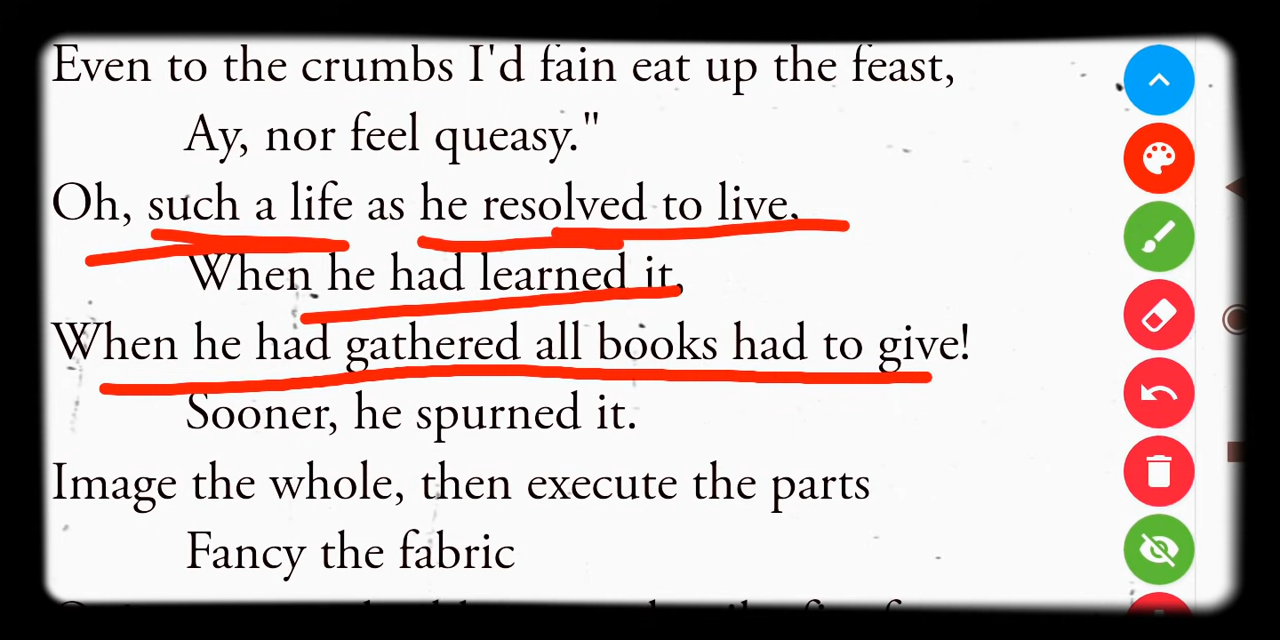 Even to the crumbs I'd fain eat up the feast,
Ay, nor feel queasy."
Oh, such a life as he resolved to live,
When he had learned it,
When he had gathered all books had to give!
Sooner, he spurned it.
Image the whole, then execute the parts
Fancy the fabric